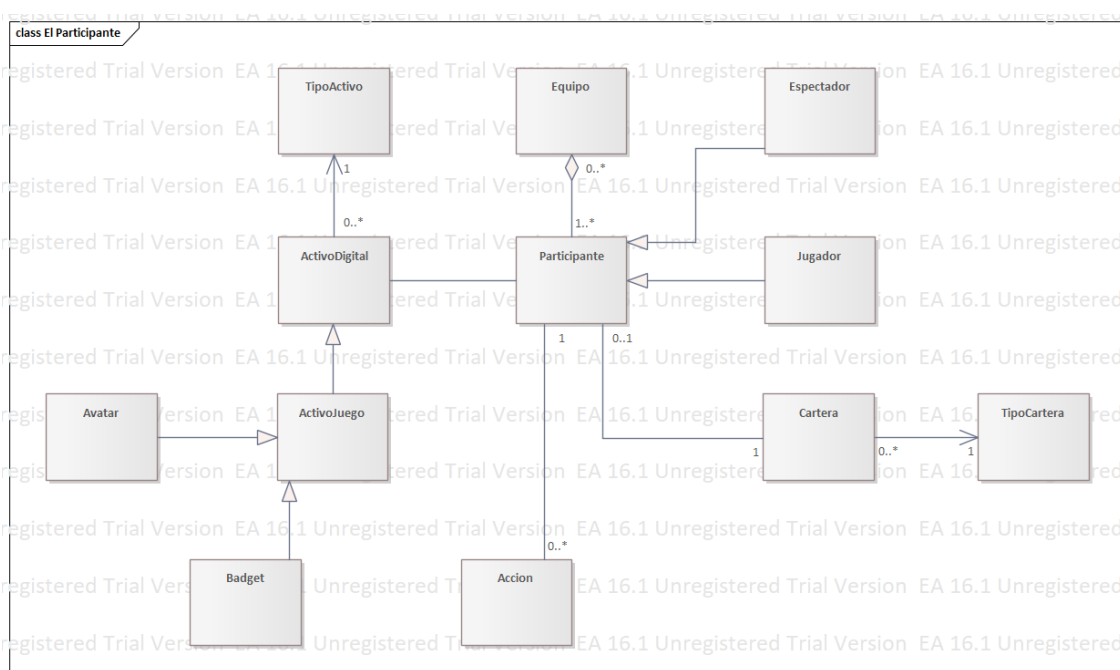 class El Participante
TipoActivo
Equipo
Espectador
1
0..*
0..*
1..*
ActivoDigital
Participante
Jugador
1
0..1
Avatar
ActivoJuego
Cartera
TipoCartera
1
0..*
1
0..*
Badget
Accion
EA 16.1 Unregistered Trial Version